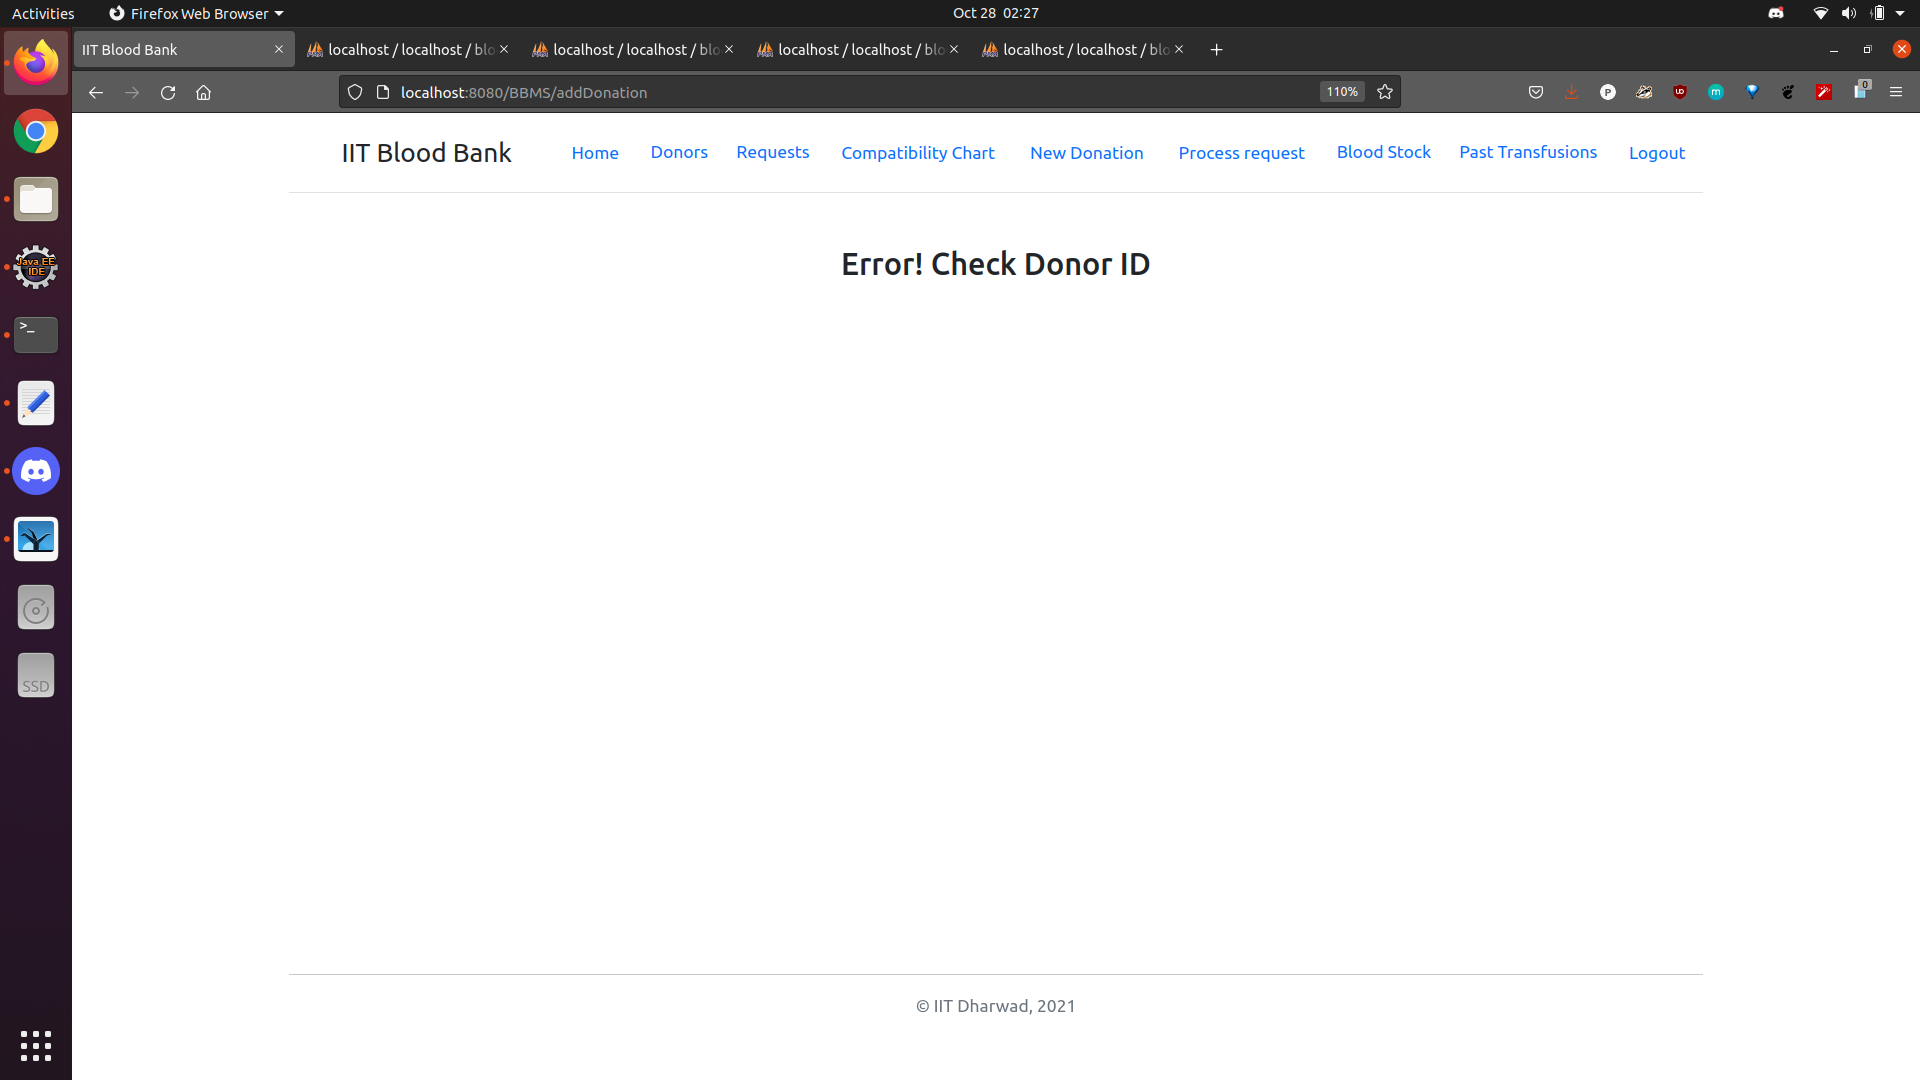 Activities Firefox Web Browser Oct 28 02:27
IIT Blood Bank localhost / localhost / blo localhost / localhost / blo localhost / localhost / blo localhost / localhost / blo
localhost:8080/BBMS/addDonation 110% P UD m 0
IIT Blood Bank Home Donors Requests Compatibility Chart New Donation Process request Blood Stock Past Transfusions Logout
Error! Check Donor ID
Java EE
IDE
>_
SSD
© IIT Dharwad, 2021